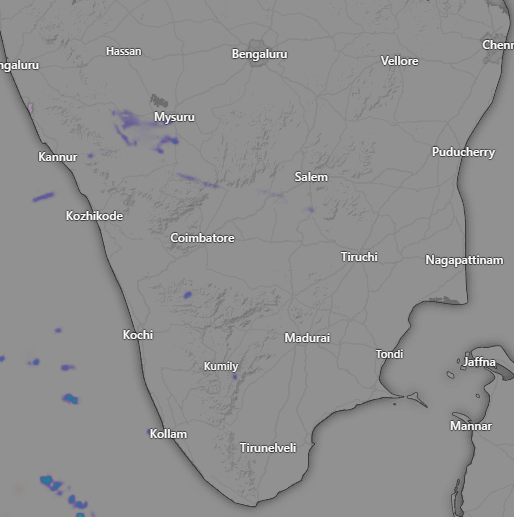 Hassan
Bengaluru
Chenn
ngaluru
Vellore
Mysuru
Kannur
Puducherry
Salem
Kozhikode
Coimbatore
Tiruchi
Nagapattinam
Kochi
Madurai
Tondi
Kumily
Jaffna
Mannar
Kollam
Tirunelveli